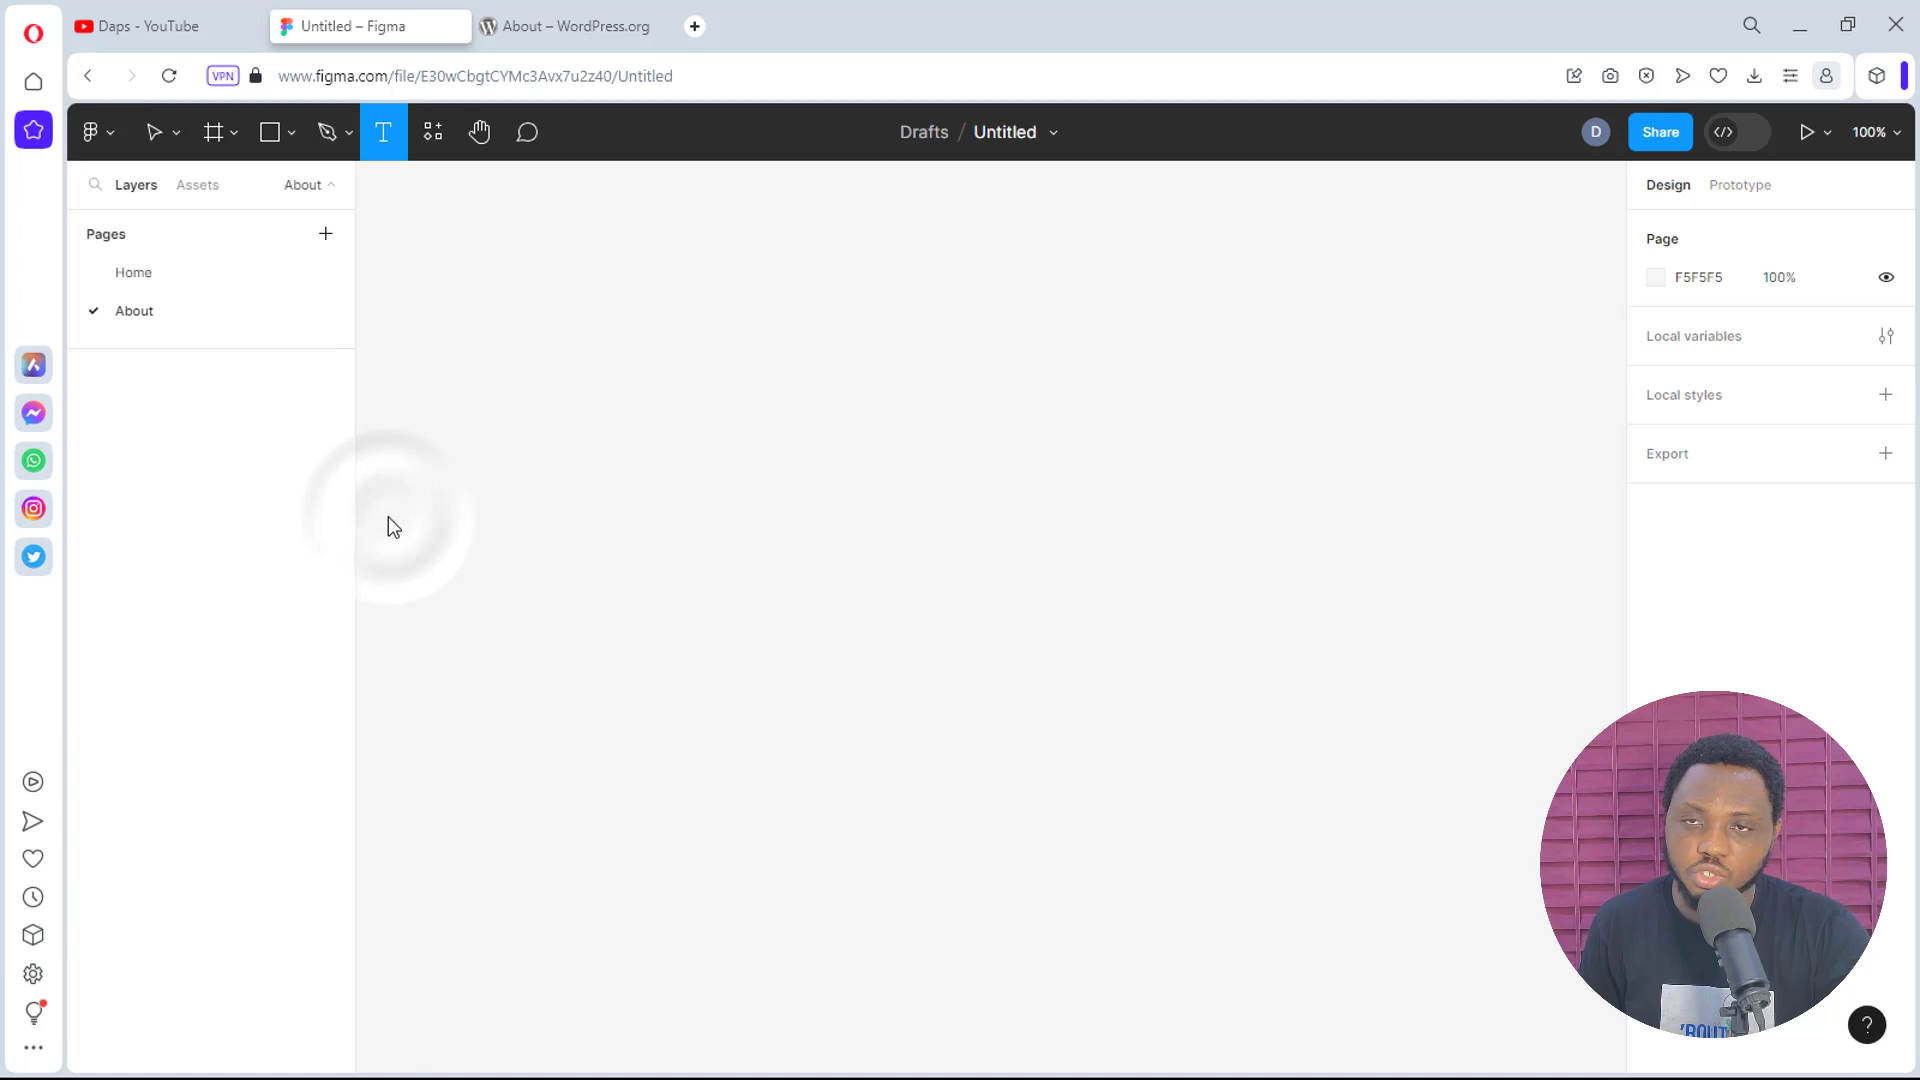 Daps - YouTube
Untitled – Figma
About – WordPress.org
VPN
www.figma.com/file/E30wCbgtCYMc3Avx7u2z40/Untitled
T
Drafts / Untitled
D
Share
100%
Layers
Assets
About
Design
Prototype
Pages
Home
About
Page
F5F5F5
100%
Local variables
Local styles
Export
'ROUT
?